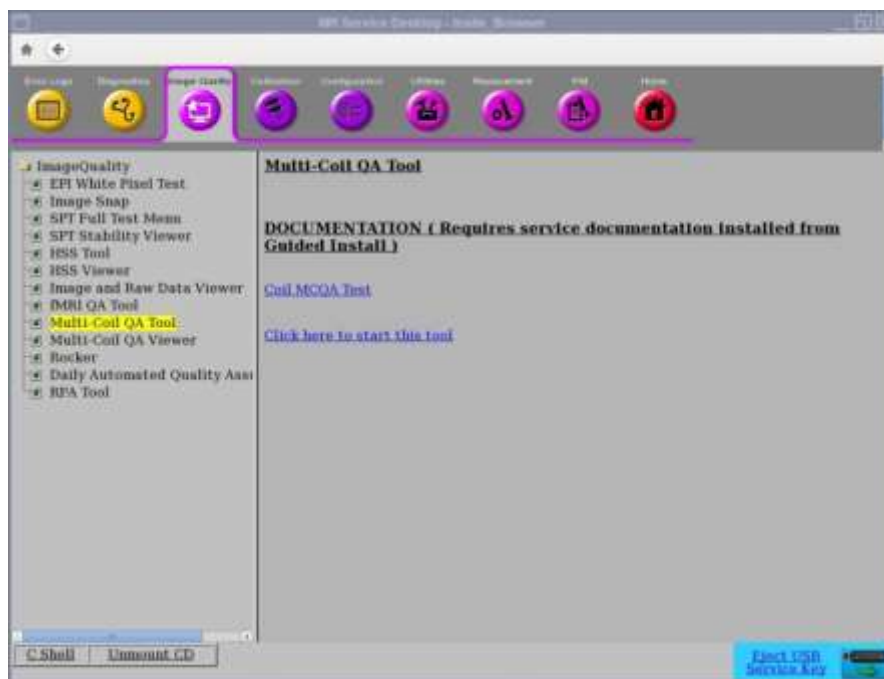 MR Service Desktop - Inside_Browser
Error Logs
Diagnostics
Image Quality
Calibration
Configuration
Utilities
Replacement
PM
Home
ImageQuality
EPI White Pixel Test
Image Snap
SPT Full Test Menu
SPT Stability Viewer
HSS Tool
HSS Viewer
Image and Raw Data Viewer
fMRI QA Tool
Multi-Coil QA Tool
Multi-Coil QA Viewer
Rocker
Daily Automated Quality Assu
RFA Tool
Multi-Coil QA Tool
DOCUMENTATION ( Requires service documentation installed from
Guided Install )
Coil MCQA Test
Click here to start this tool
C Shell
Unmount CD
Eject USB
Service Key